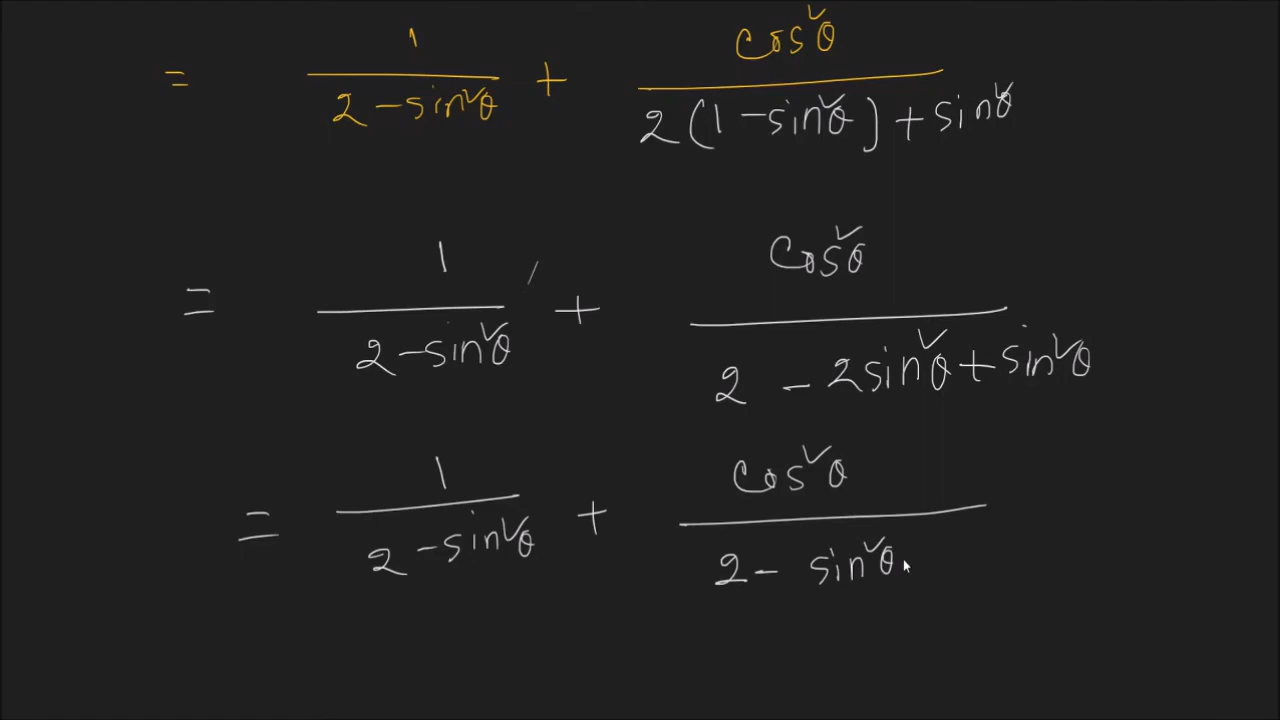 = 1/(2 - sin²θ) + cos²θ/(2(1 - sin²θ) + sin²θ)
= 1/(2 - sin²θ) + cos²θ/(2 - 2sin²θ + sin²θ)
= 1/(2 - sin²θ) + cos²θ/(2 - sin²θ)